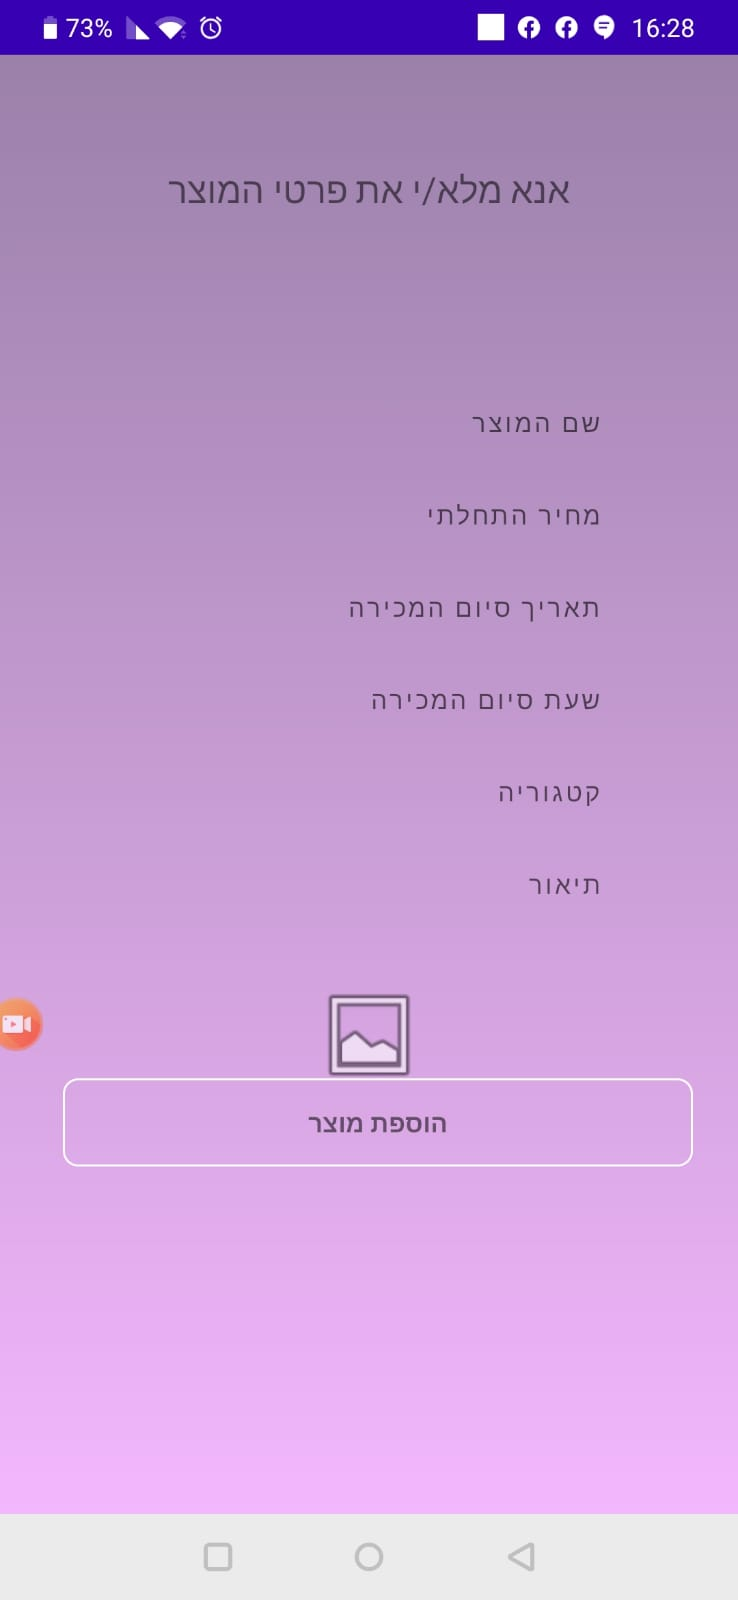 73%
16:28
אנא מלא/י את פרטי המוצר
שם המוצר
מחיר התחלתי
תאריך סיום המכירה
שעת סיום המכירה
קטגוריה
תיאור
הוספת מוצר